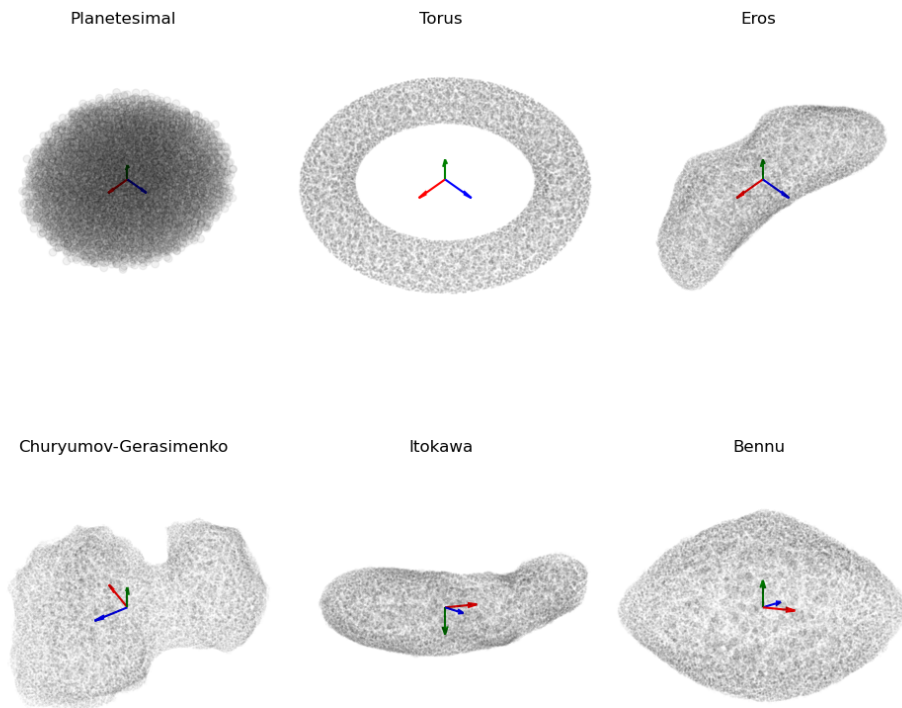 Planetesimal
Torus
Eros
Churyumov-Gerasimenko
Itokawa
Bennu